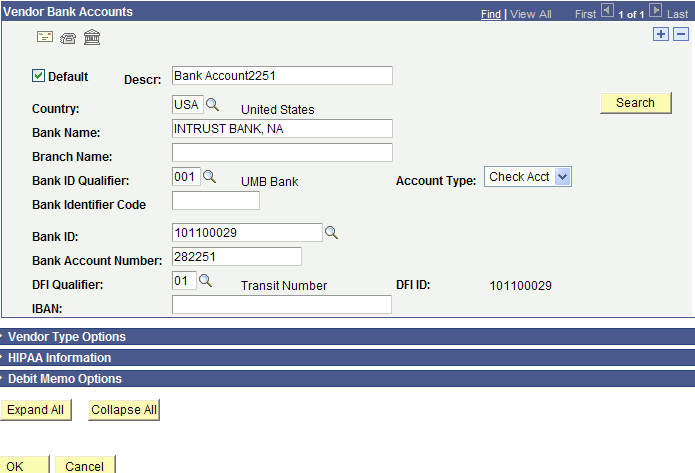 Vendor Bank Accounts Find | View All First 1 of 1 Last
Default Descr: Bank Account2251
Country: USA United States Search
Bank Name: INTRUST BANK, NA
Branch Name:
Bank ID Qualifier: 001 UMB Bank Account Type: Check Acct
Bank Identifier Code
Bank ID: 101100029
Bank Account Number: 282251
DFI Qualifier: 01 Transit Number DFI ID: 101100029
IBAN:
Vendor Type Options
HIPAA Information
Debit Memo Options
Expand All Collapse All
OK Cancel